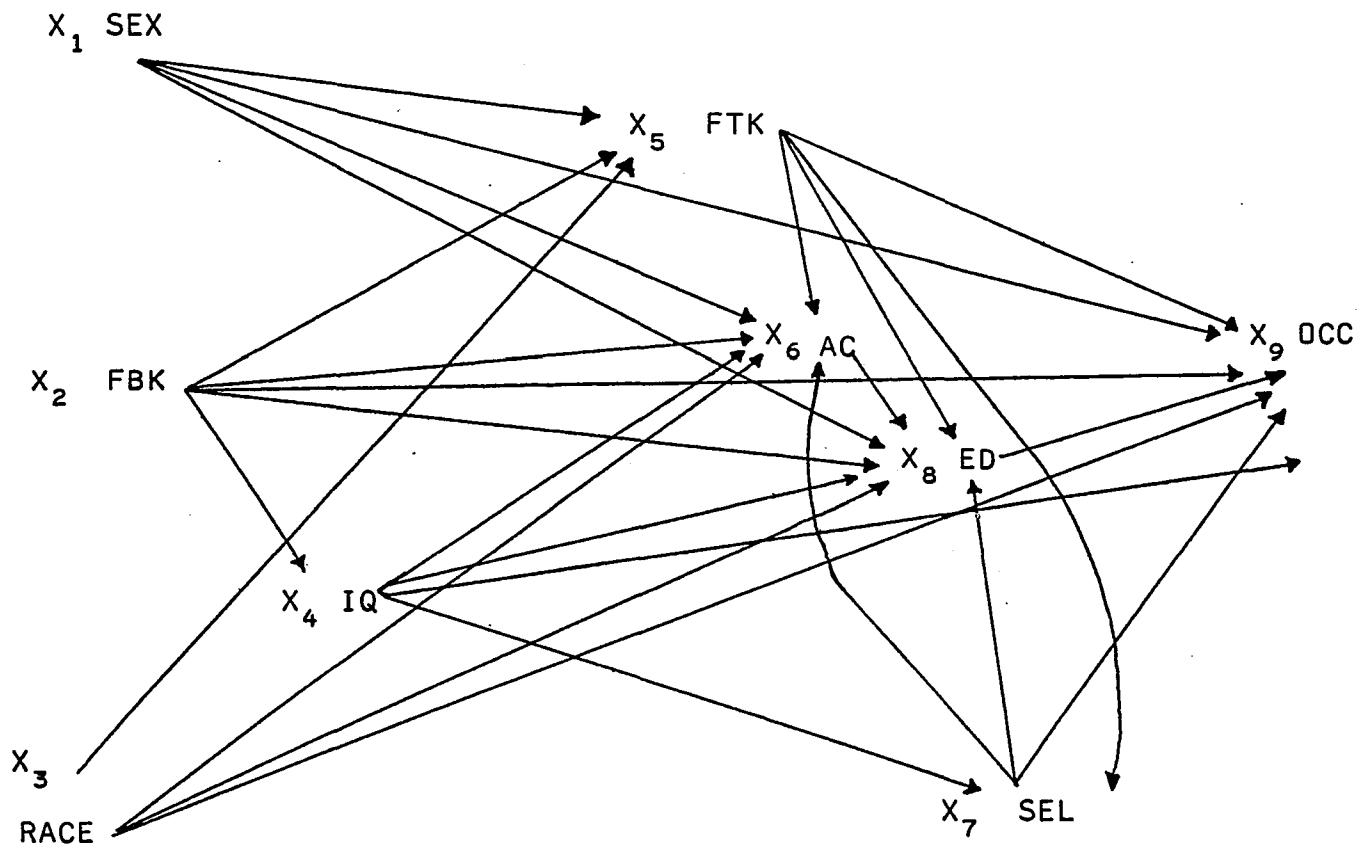 X₁ SEX
X₅ FTK
X₆ AC
X₉ OCC
X₂ FBK
X₈ ED
X₄ IQ
X₃
RACE
X₇ SEL